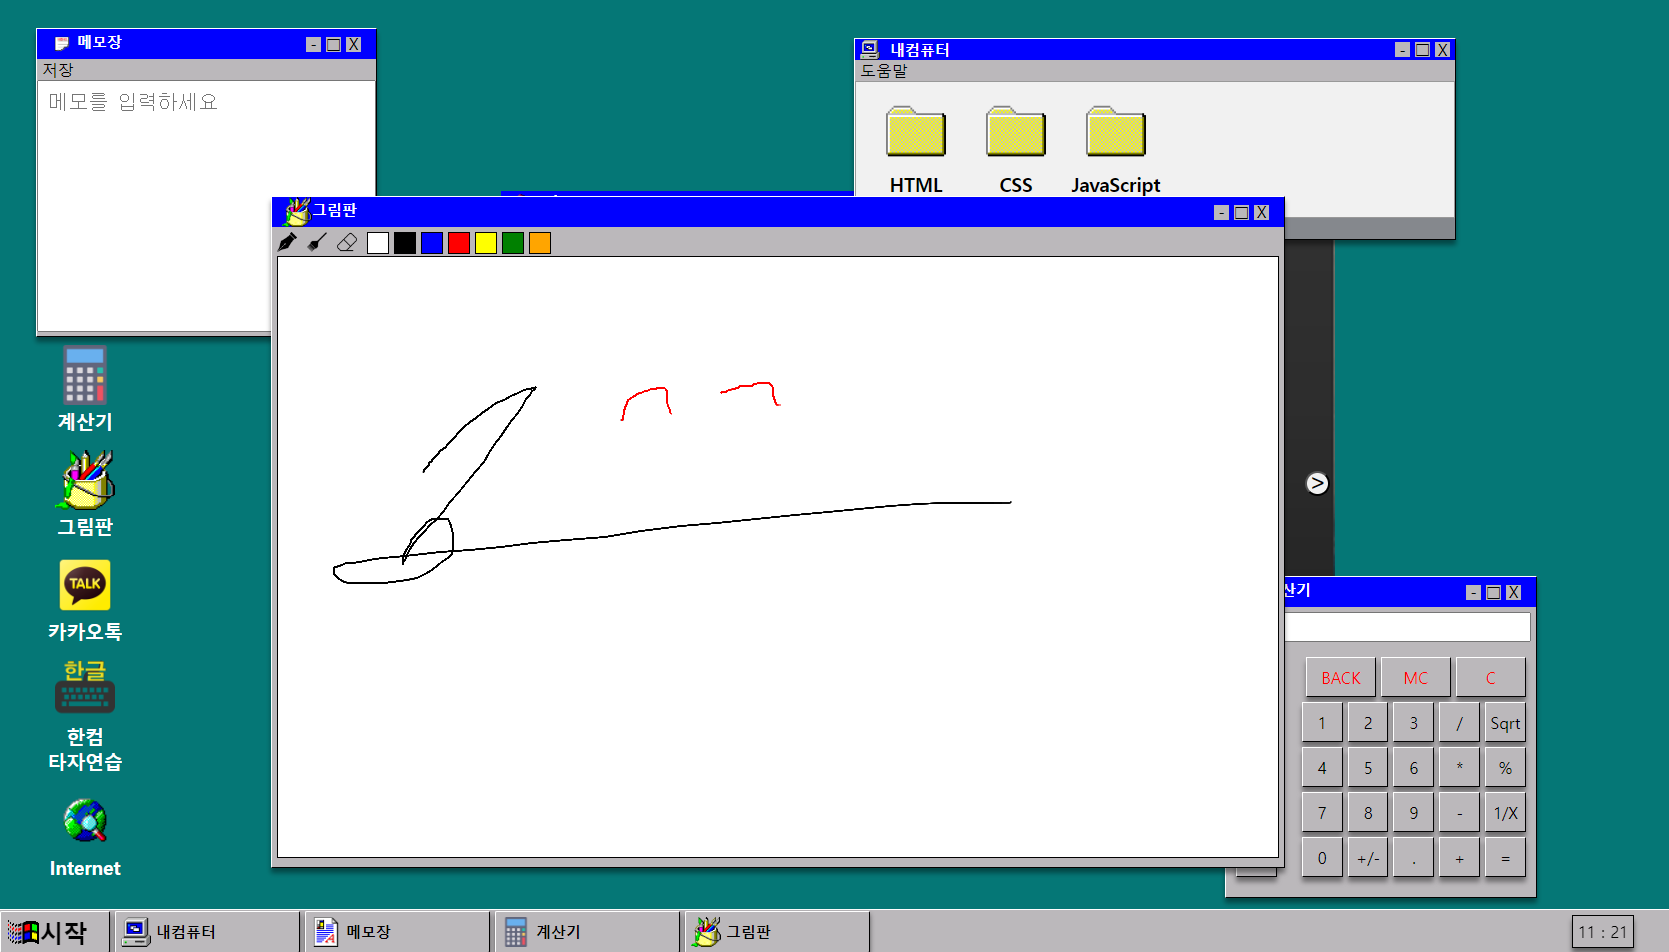 메모장
- □ X
저장
메모를 입력하세요
내컴퓨터
- □ X
도움말
HTML CSS JavaScript
그림판
- □ X
계산기
그림판
TALK
카카오톡
한글
한컴
타자연습
Internet
>
산기
- □ X
BACK MC C
1 2 3 / Sqrt
4 5 6 * %
7 8 9 - 1/X
0 +/- . + =
시작 내컴퓨터 메모장 계산기 그림판 11 : 21